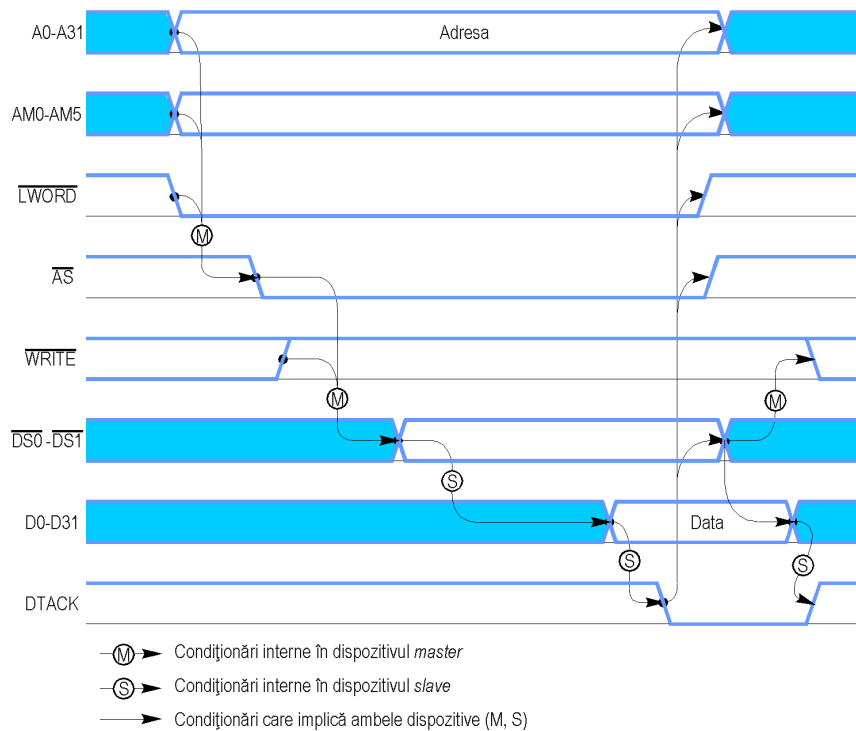 A0-A31 Adresa
AM0-AM5
LWORD
M
AS
WRITE
M M
DS0-DS1
S
D0-D31 Data
S S
DTACK
M Condiţionări interne în dispozitivul master
S Condiţionări interne în dispozitivul slave
Condiţionări care implică ambele dispozitive (M, S)